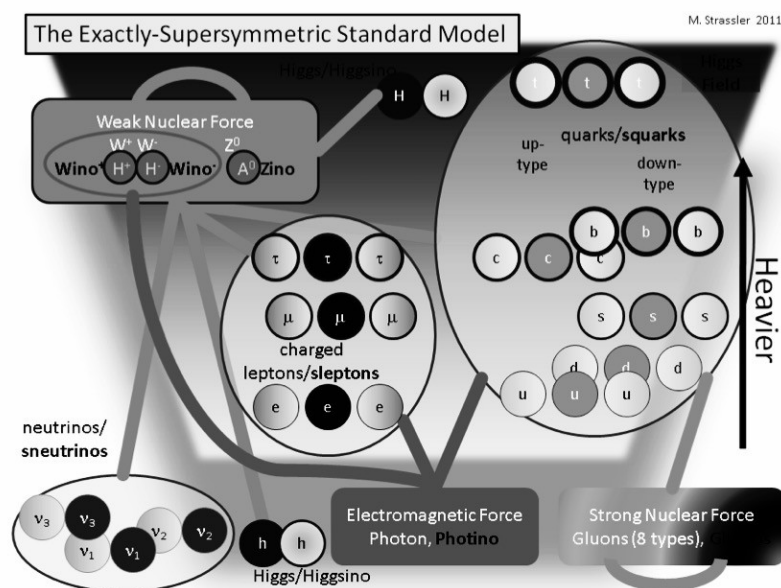 M. Strassler 2011
The Exactly-Supersymmetric Standard Model
Higgs/Higgsino
H H
Higgs
Field
t t t
quarks/squarks
up-
type
down-
type
Weak Nuclear Force
W⁺ W⁻ Z⁰
Wino⁺ H⁺ H⁻ Wino⁻ A⁰ Zino
b b b
c c c
τ τ τ
μ μ μ
s s s
charged
leptons/sleptons
d d d
u u u
e e e
Heavier
neutrinos/
sneutrinos
ν₃ ν₃ ν₂ ν₂
ν₁ ν₁
h h
Higgs/Higgsino
Electromagnetic Force
Photon, Photino
Strong Nuclear Force
Gluons (8 types),